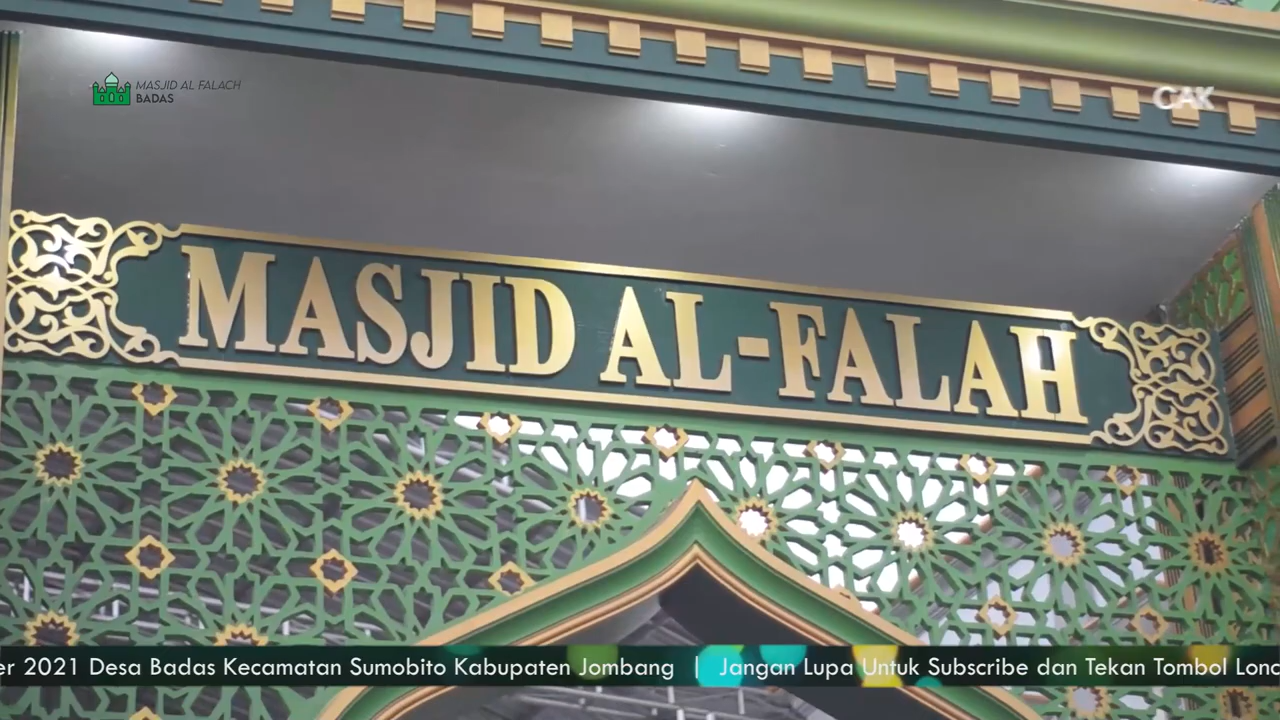 MASJID AL FALACH
BADAS
CAK
MASJID AL-FALAH
er 2021 Desa Badas Kecamatan Sumobito Kabupaten Jombang | Jangan Lupa Untuk Subscribe dan Tekan Tombol Lon